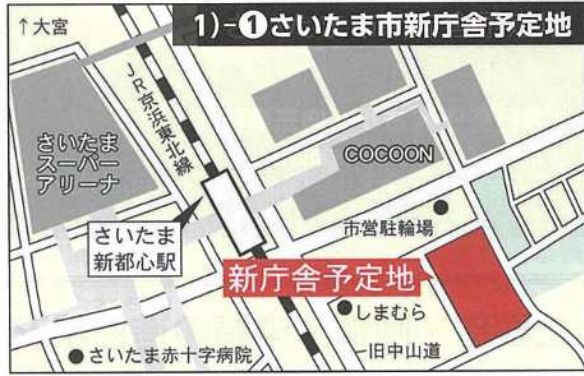 1)-❶さいたま市新庁舎予定地
↑大宮
JR京浜東北線
さいたま
スーパー
アリーナ
COCOON
さいたま
新都心駅
市営駐輪場
新庁舎予定地
しまむら
旧中山道
さいたま赤十字病院